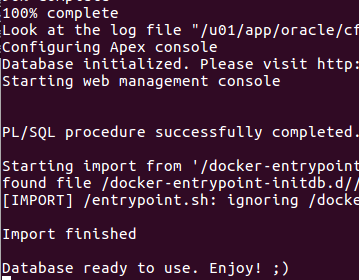 100% complete
Look at the log file "/u01/app/oracle/cf
Configuring Apex console
Database initialized. Please visit http:
Starting web management console
PL/SQL procedure successfully completed.
Starting import from '/docker-entrypoint
found file /docker-entrypoint-initdb.d//
[IMPORT] /entrypoint.sh: ignoring /docke
Import finished
Database ready to use. Enjoy! ;)